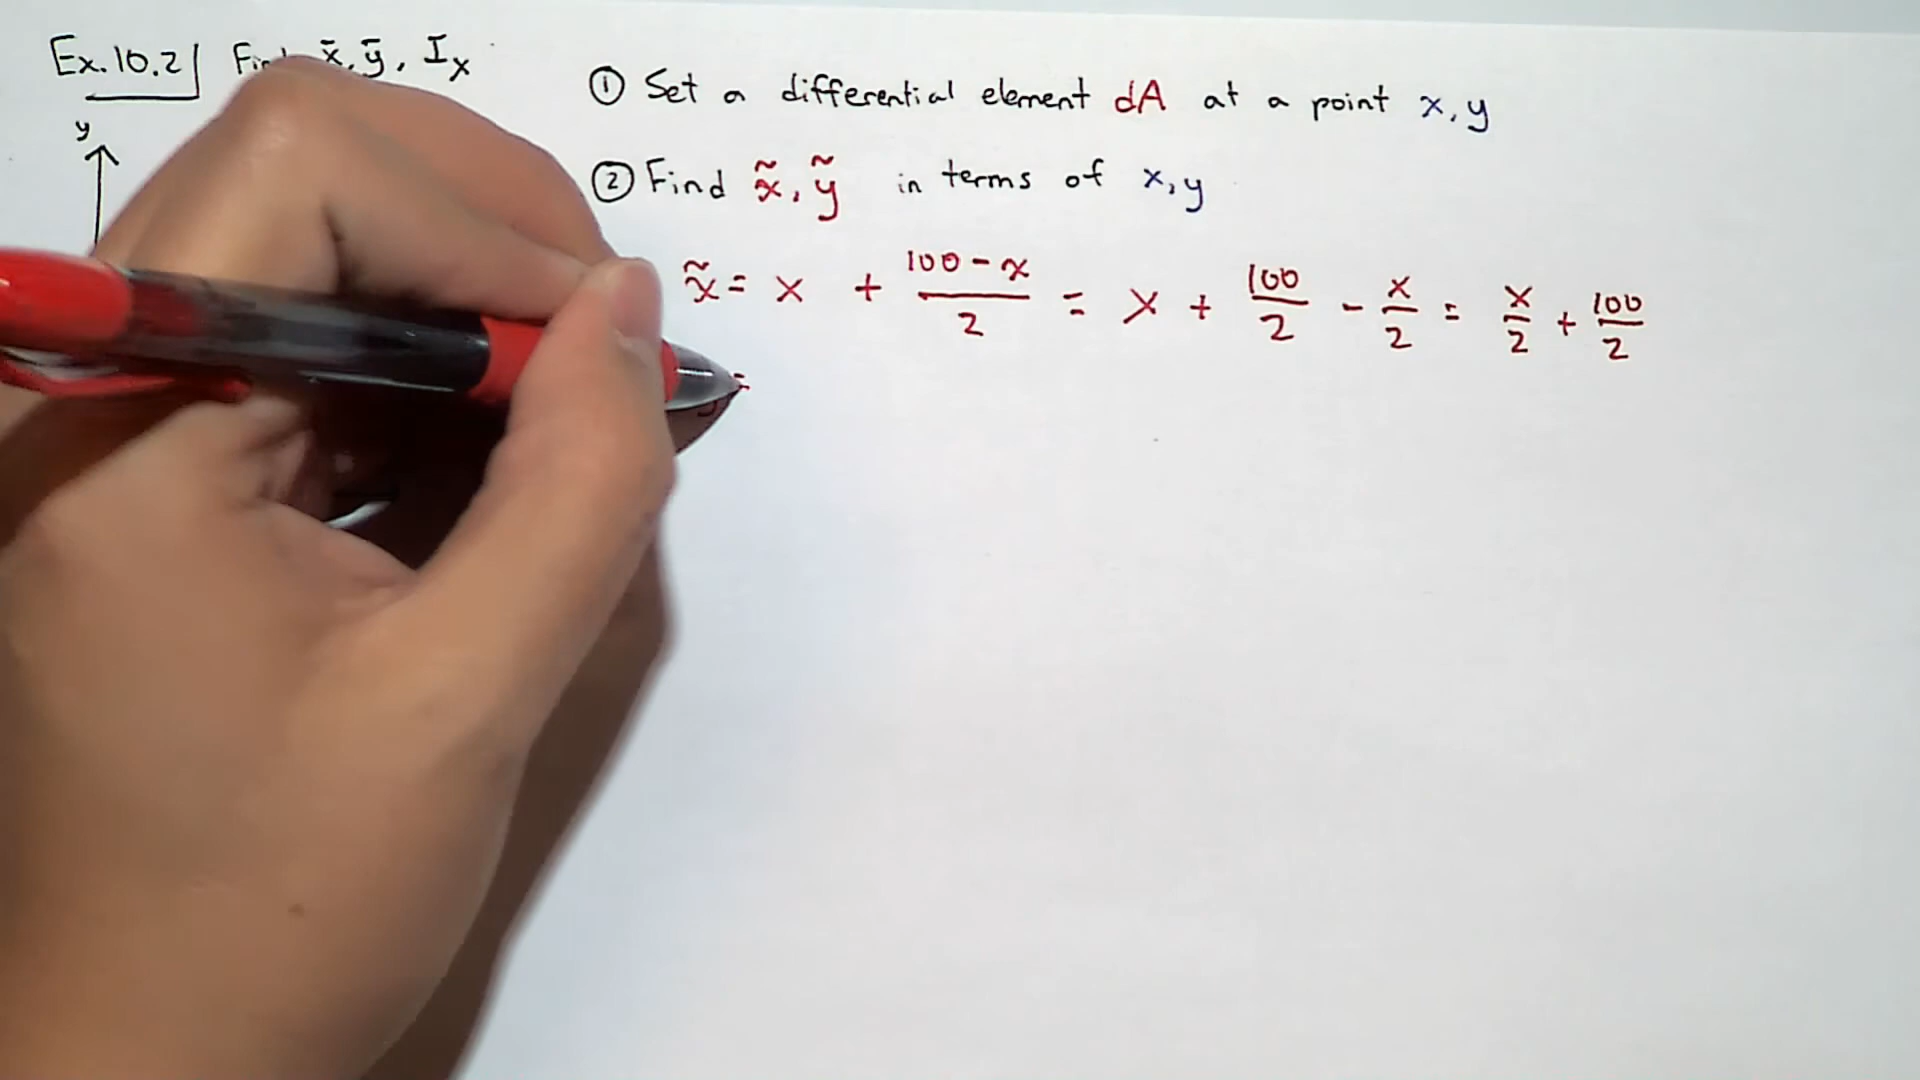 Ex. 10.2 x̄, ȳ, Ix
y
① Set a differential element dA at a point x, y
② Find x̃, ỹ in terms of x, y
x̃ = x + (100 - x)/2 = x + 100/2 - x/2 = x/2 + 100/2
=